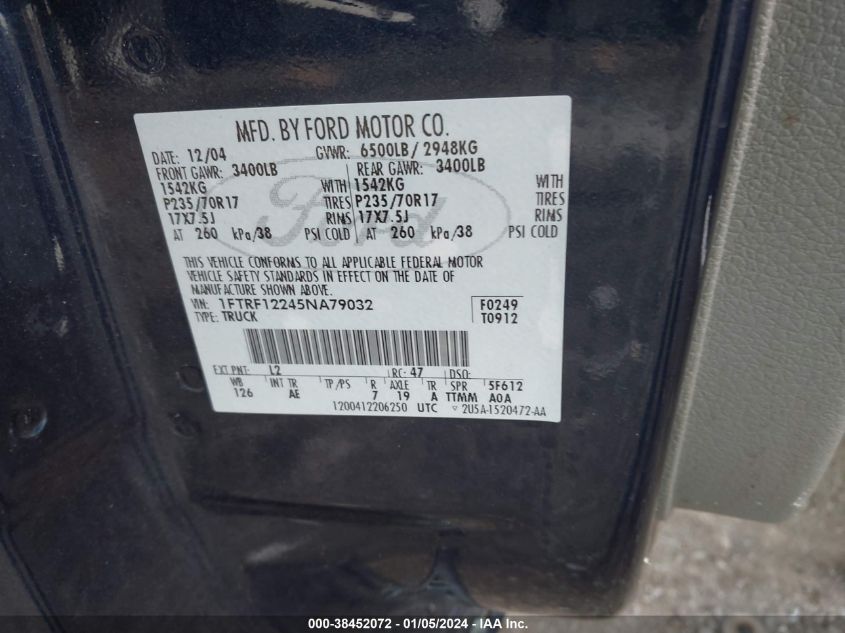 MFD. BY FORD MOTOR CO.
DATE: 12/04 GVWR: 6500LB/ 2948KG
FRONT GAWR: 3400LB REAR GAWR: 3400LB
1542KG WITH 1542KG WITH
P235/70R17 TIRES P235/70R17 TIRES
17X7.5J RIMS 17X7.5J RIMS
AT 260 kPa/38 PSI COLD AT 260 kPa/38 PSI COLD
Ford
THIS VEHICLE CONFORMS TO ALL APPLICABLE FEDERAL MOTOR
VEHICLE SAFETY STANDARDS IN EFFECT ON THE DATE OF
MANUFACTURE SHOWN ABOVE.
VIN: 1FTRF12245NA79032 F0249
TYPE: TRUCK T0912
EXT PNT: L2 RC: 47 DSO:
WB INT TR TP/PS R AXLE TR SPR 5F612
126 AE 7 19 A TTMM A0A
1200412206250 UTC ▽ 2U5A-1520472-AA
000-38452072 - 01/05/2024 - IAA Inc.